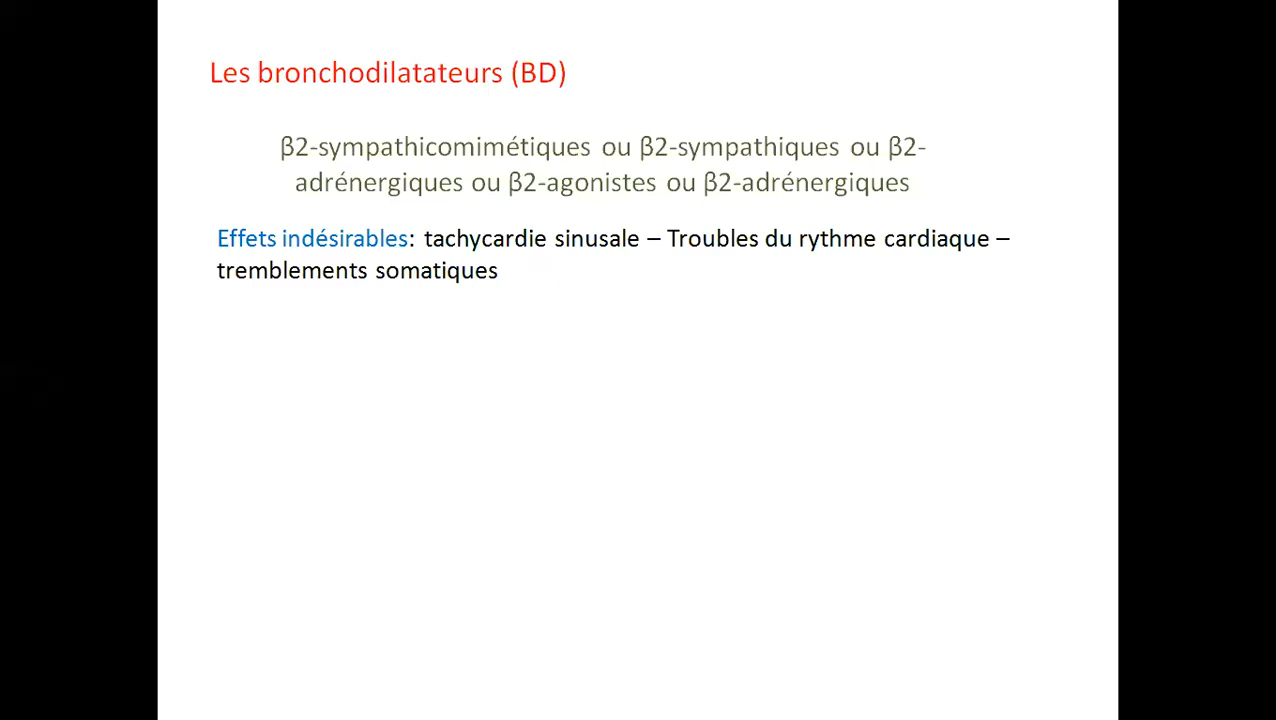 Les bronchodilatateurs (BD)
β2-sympathicomimétiques ou β2-sympathiques ou β2-
adrénergiques ou β2-agonistes ou β2-adrénergiques
Effets indésirables: tachycardie sinusale – Troubles du rythme cardiaque –
tremblements somatiques